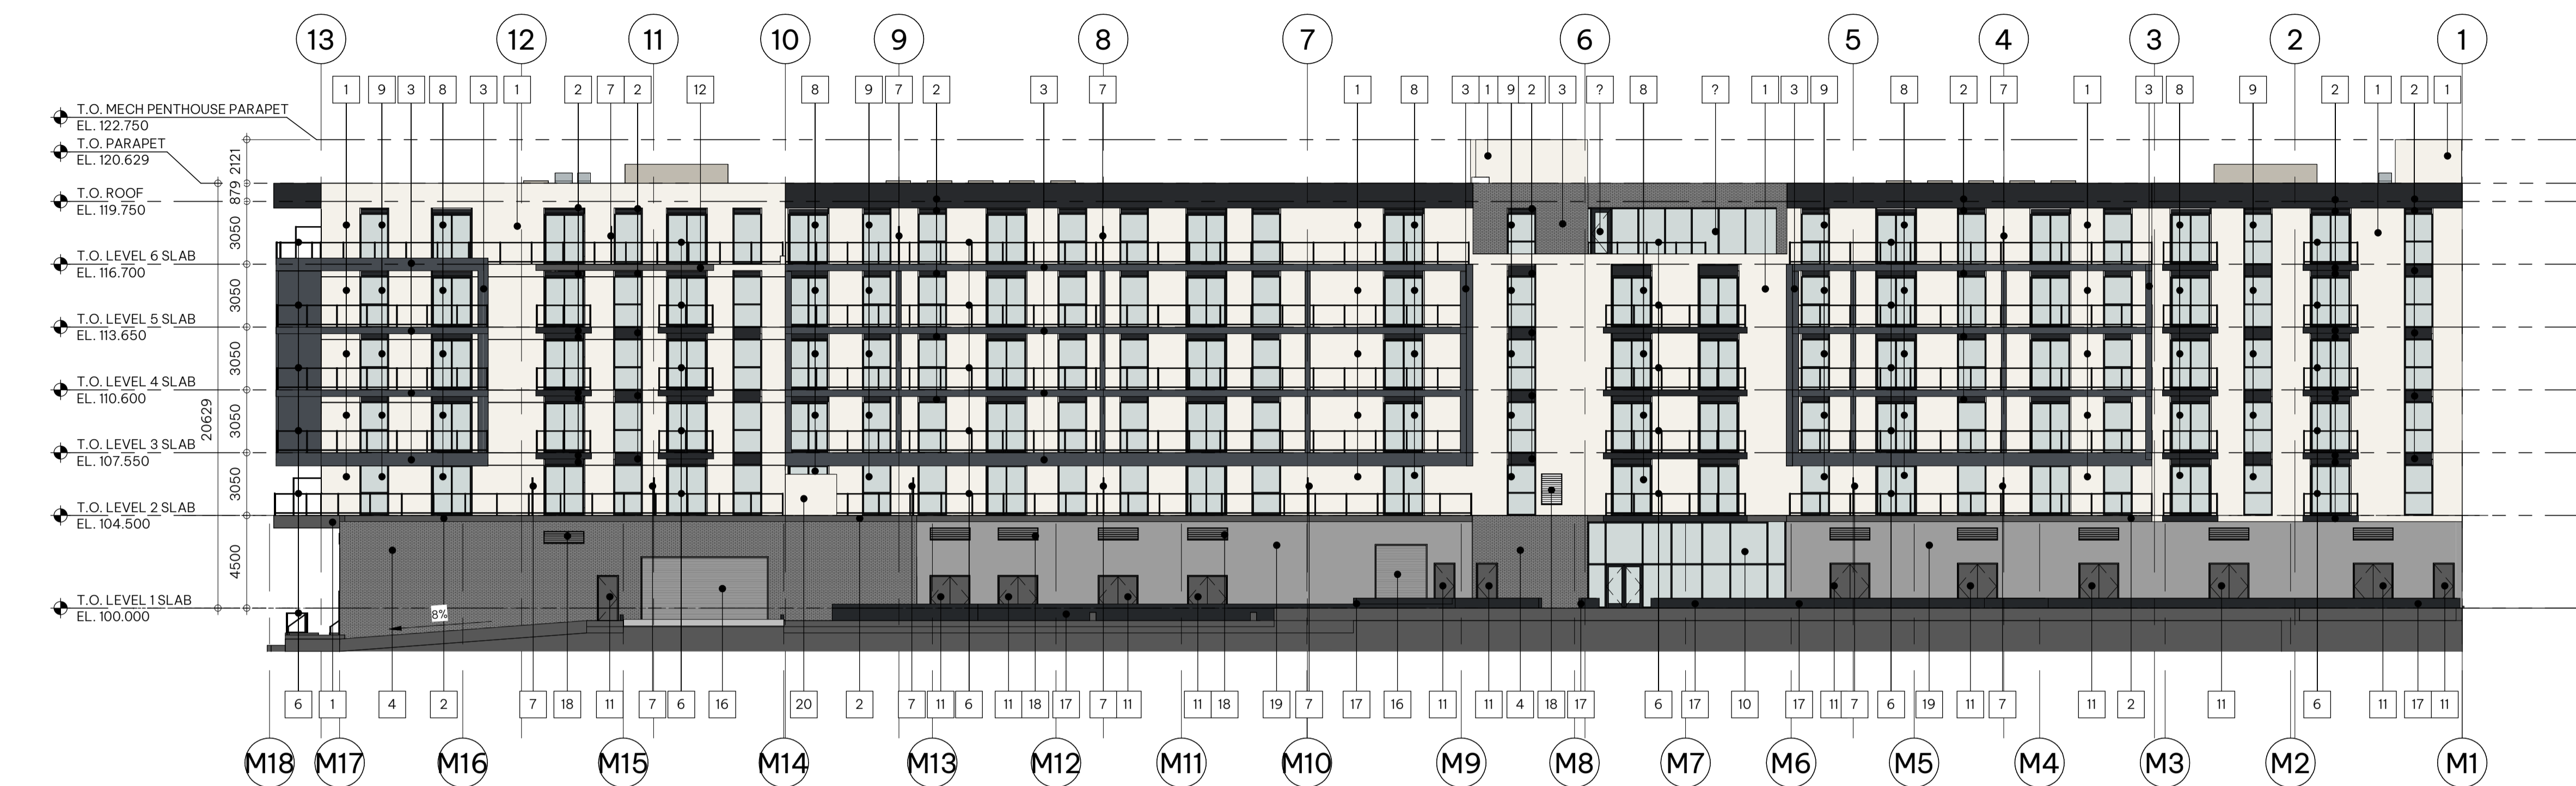 13 12 11 10 9 8 7 6 5 4 3 2 1
1 9 3 8 3 1 2 7 2 12 8 9 7 2 3 7 1 8 3 1 9 2 3 ? 8 ? 1 3 9 8 2 7 1 3 8 9 2 1 2 1
T.O. MECH PENTHOUSE PARAPET
EL. 122.750
T.O. PARAPET
EL. 120.629
2121
T.O. ROOF
EL. 119.750
879
3050
T.O. LEVEL 6 SLAB
EL. 116.700
3050
T.O. LEVEL 5 SLAB
EL. 113.650
3050
T.O. LEVEL 4 SLAB
EL. 110.600
20629
3050
T.O. LEVEL 3 SLAB
EL. 107.550
3050
T.O. LEVEL 2 SLAB
EL. 104.500
4500
T.O. LEVEL 1 SLAB
EL. 100.000
8%
6 1 4 2 7 18 11 7 6 16 20 2 7 11 6 11 18 17 7 11 11 18 19 7 17 16 11 11 4 18 17 6 17 10 17 11 7 6 19 11 7 11 2 11 6 11 17 11
M18 M17 M16 M15 M14 M13 M12 M11 M10 M9 M8 M7 M6 M5 M4 M3 M2 M1